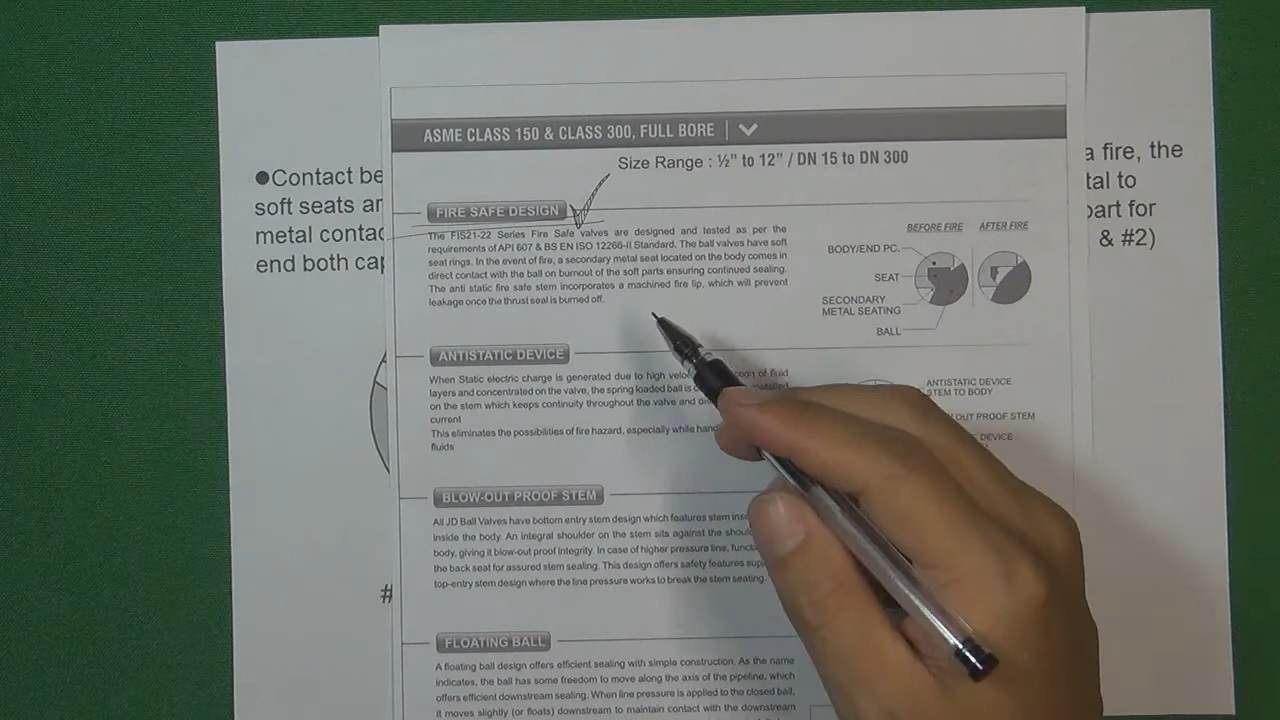 ●Contact be
soft seats ar
metal contac
end both ca
#
a fire, the
tal to
part for
& #2)
ASME CLASS 150 & CLASS 300, FULL BORE
Size Range : ½" to 12" / DN 15 to DN 300
FIRE SAFE DESIGN
The FIS21-22 Series Fire Safe valves are designed and tested as per the
requirements of API 607 & BS EN ISO 12266-II Standard. The ball valves have soft
seat rings. In the event of fire, a secondary metal seat located on the body comes in
direct contact with the ball on burnout of the soft parts ensuring continued sealing.
The anti static fire safe stem incorporates a machined fire lip, which will prevent
leakage once the thrust seal is burned off.
BEFORE FIRE
AFTER FIRE
BODY/END PC.
SEAT
SECONDARY
METAL SEATING
BALL
ANTISTATIC DEVICE
When Static electric charge is generated due to high velo of fluid
layers and concentrated on the valve, the spring loaded ball is
on the stem which keeps continuity throughout the valve and
current
This eliminates the possibilities of fire hazard, especially while hand
fluids
ANTISTATIC DEVICE
STEM TO BODY
OUT PROOF STEM
DEVICE
BLOW-OUT PROOF STEM
All JD Ball Valves have bottom entry stem design which features stem ins
inside the body. An integral shoulder on the stem sits against the shou
body, giving it blow-out proof integrity. In case of higher pressure line, func
the back seat for assured stem sealing. This design offers safety features su
top-entry stem design where the line pressure works to break the stem seating.
FLOATING BALL
A floating ball design offers efficient sealing with simple construction. As the name
indicates, the ball has some freedom to move along the axis of the pipeline, which
offers efficient downstream sealing. When line pressure is applied to the closed ball,
it moves slightly (or floats) downstream to maintain contact with the downstream